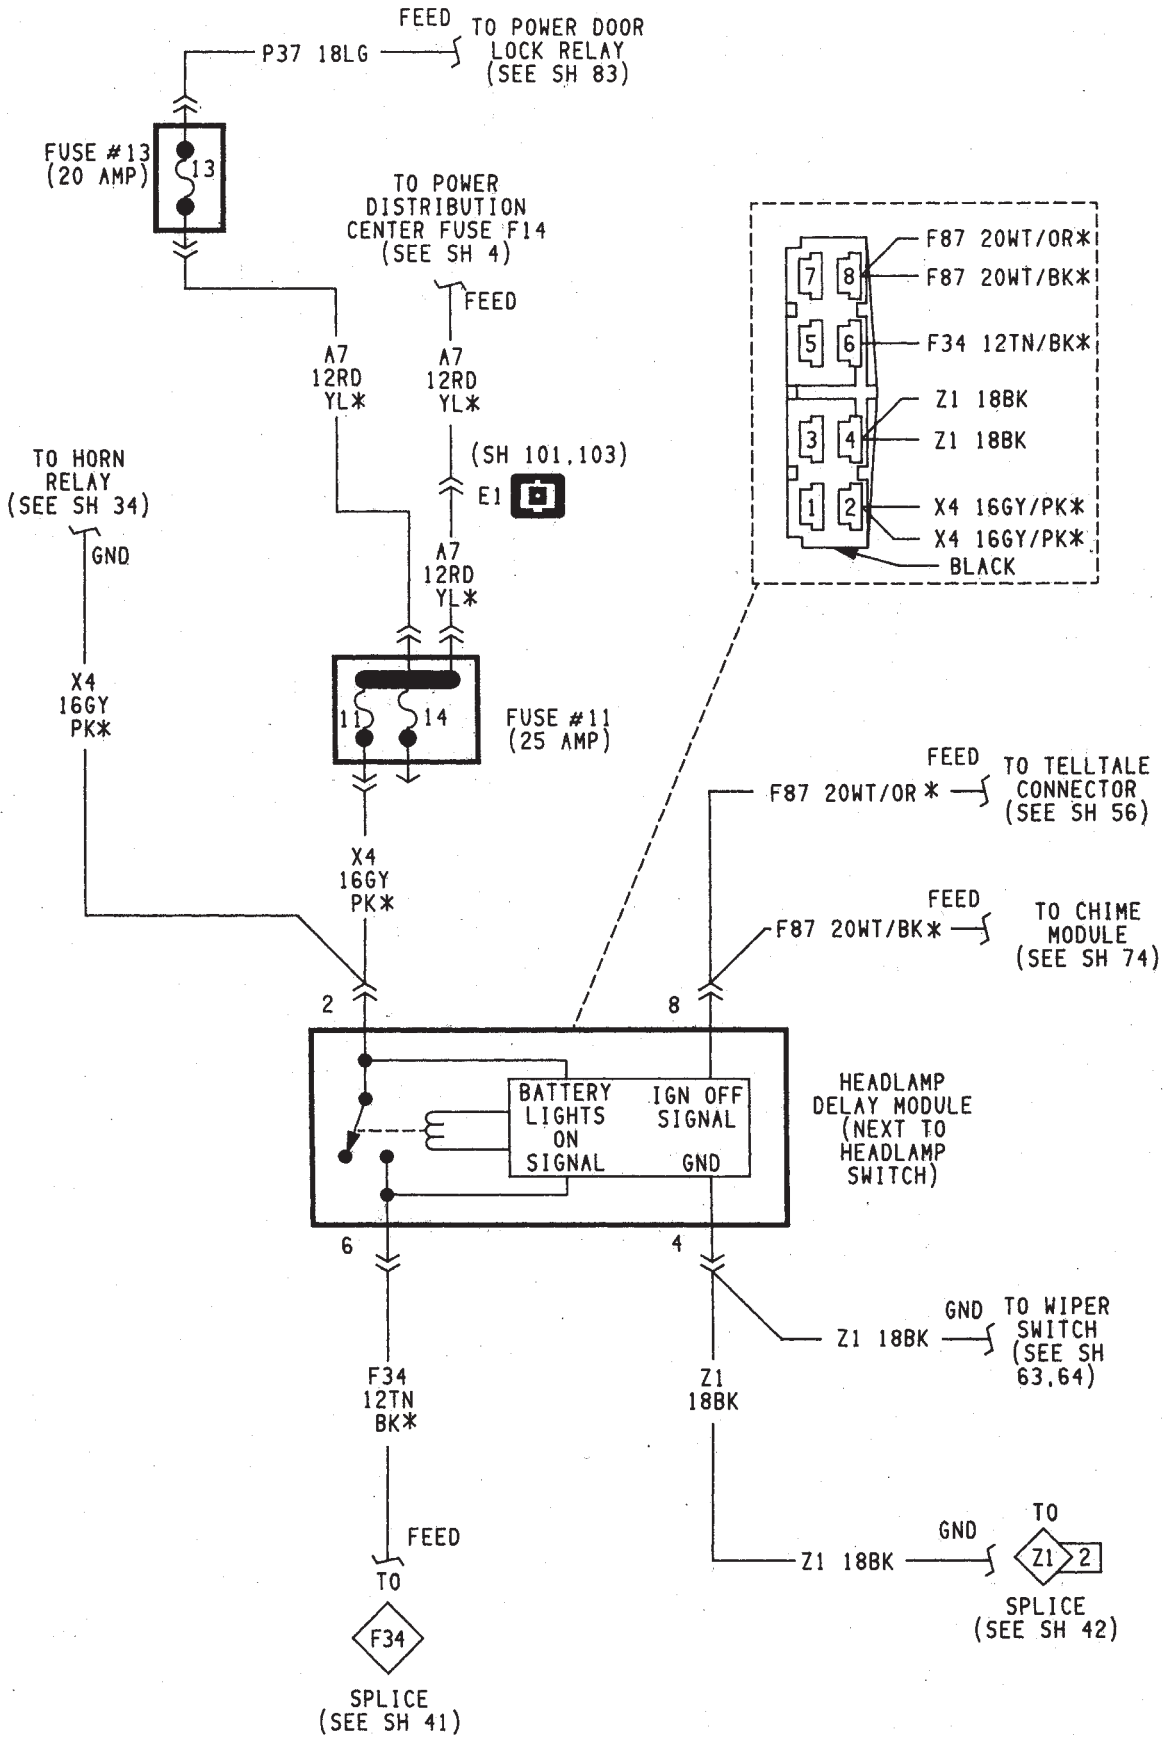 FEED
TO POWER DOOR
LOCK RELAY
(SEE SH 83)
P37 18LG
FUSE #13
(20 AMP)
13
TO POWER
DISTRIBUTION
CENTER FUSE F14
(SEE SH 4)
FEED
A7
12RD
YL*
A7
12RD
YL*
(SH 101,103)
E1
A7
12RD
YL*
TO HORN
RELAY
(SEE SH 34)
GND
X4
16GY
PK*
11
14
FUSE #11
(25 AMP)
X4
16GY
PK*
7
8
5
6
3
4
1
2
F87 20WT/OR*
F87 20WT/BK*
F34 12TN/BK*
Z1 18BK
Z1 18BK
X4 16GY/PK*
X4 16GY/PK*
BLACK
FEED
F87 20WT/OR *
TO TELLTALE
CONNECTOR
(SEE SH 56)
FEED
F87 20WT/BK*
TO CHIME
MODULE
(SEE SH 74)
2
8
BATTERY
LIGHTS
ON
SIGNAL
IGN OFF
SIGNAL
GND
HEADLAMP
DELAY MODULE
(NEXT TO
HEADLAMP
SWITCH)
6
4
GND
Z1 18BK
TO WIPER
SWITCH
(SEE SH
63,64)
F34
12TN
BK*
Z1
18BK
FEED
TO
F34
SPLICE
(SEE SH 41)
GND
Z1 18BK
TO
Z1
2
SPLICE
(SEE SH 42)